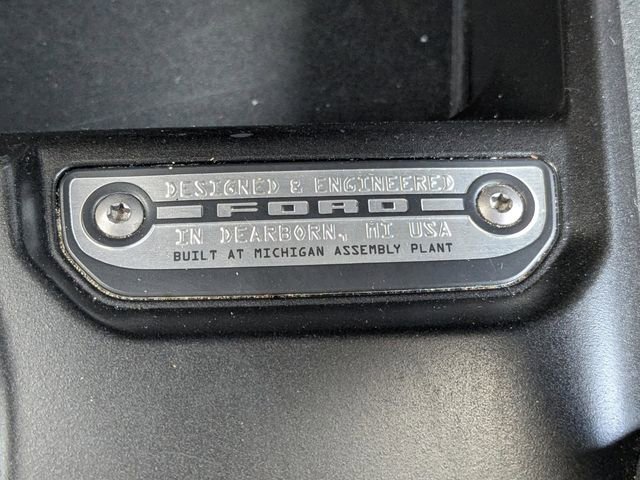 DESIGNED & ENGINEERED
FORD
IN DEARBORN, MI USA
BUILT AT MICHIGAN ASSEMBLY PLANT